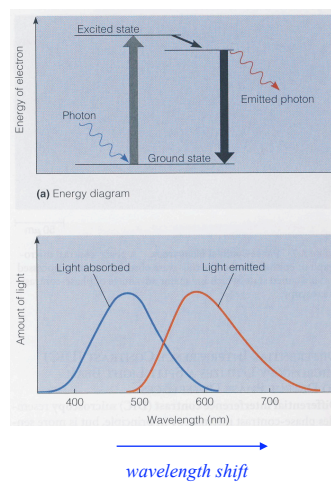 Excited state
Energy of electron
Emitted photon
Photon
Ground state
(a) Energy diagram
Light absorbed
Light emitted
Amount of light
400
500
600
700
Wavelength (nm)
wavelength shift